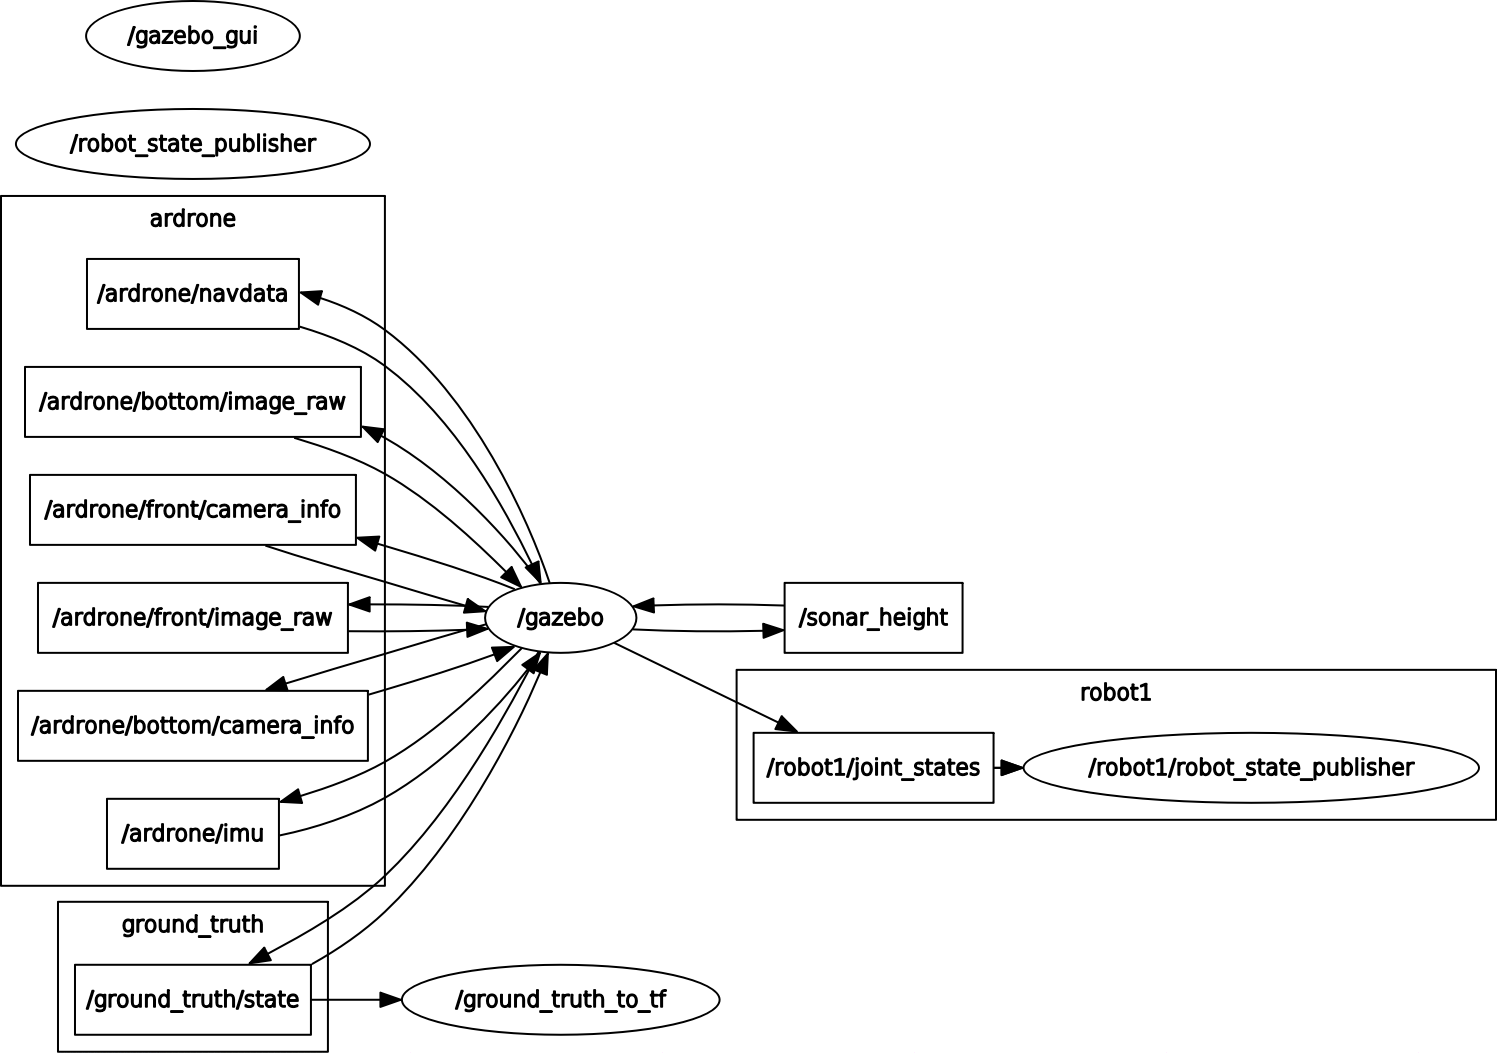 /gazebo_gui
/robot_state_publisher
ardrone
/ardrone/navdata
/ardrone/bottom/image_raw
/ardrone/front/camera_info
/ardrone/front/image_raw
/ardrone/bottom/camera_info
/ardrone/imu
ground_truth
/ground_truth/state
/ground_truth_to_tf
/gazebo
/sonar_height
robot1
/robot1/joint_states
/robot1/robot_state_publisher